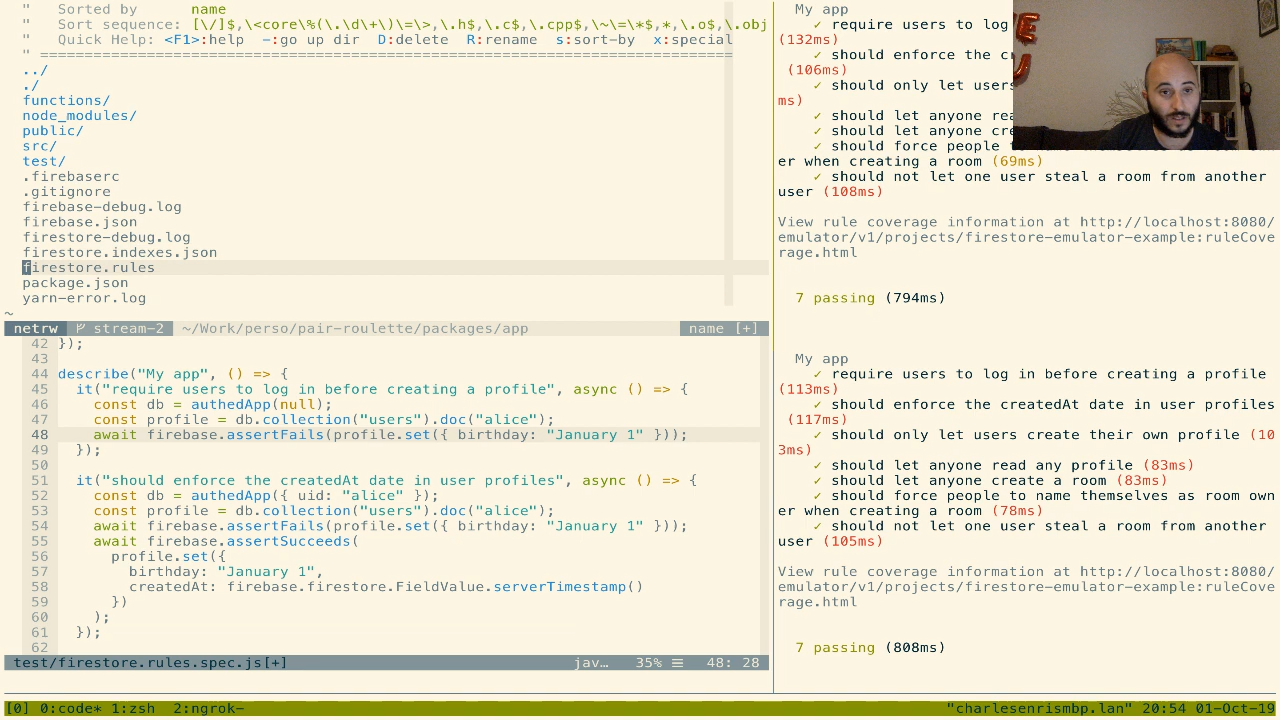 "   Sorted by      name
"   Sort sequence: [\/]$,\<core\%(\.\d\+\)\=\>,\.h$,\.c$,\.cpp$,\~\=\*$,*,\.o$,\.obj
"   Quick Help: <F1>:help  -:go up dir  D:delete  R:rename  s:sort-by  x:special
" ==============================================================================
../
./
functions/
node_modules/
public/
src/
test/
.firebaserc
.gitignore
firebase-debug.log
firebase.json
firestore-debug.log
firestore.indexes.json
firestore.rules
package.json
yarn-error.log
~
netrw  stream-2  ~/Work/perso/pair-roulette/packages/app  name [+]
42 });
43
44 describe("My app", () => {
45   it("require users to log in before creating a profile", async () => {
46     const db = authedApp(null);
47     const profile = db.collection("users").doc("alice");
48     await firebase.assertFails(profile.set({ birthday: "January 1" }));
49   });
50
51   it("should enforce the createdAt date in user profiles", async () => {
52     const db = authedApp({ uid: "alice" });
53     const profile = db.collection("users").doc("alice");
54     await firebase.assertFails(profile.set({ birthday: "January 1" }));
55     await firebase.assertSucceeds(
56       profile.set({
57         birthday: "January 1",
58         createdAt: firebase.firestore.FieldValue.serverTimestamp()
59       })
60     );
61   });
62
test/firestore.rules.spec.js[+]  jav…  35% ☰  48: 28
My app
✓ require users to log
(132ms)
✓ should enforce the cr
(106ms)
✓ should only let users
ms)
✓ should let anyone rea
✓ should let anyone cre
✓ should force people
er when creating a room (69ms)
✓ should not let one user steal a room from another
user (108ms)
View rule coverage information at http://localhost:8080/
emulator/v1/projects/firestore-emulator-example:ruleCove
rage.html
7 passing (794ms)
My app
✓ require users to log in before creating a profile
(113ms)
✓ should enforce the createdAt date in user profiles
(117ms)
✓ should only let users create their own profile (10
3ms)
✓ should let anyone read any profile (83ms)
✓ should let anyone create a room (83ms)
✓ should force people to name themselves as room own
er when creating a room (78ms)
✓ should not let one user steal a room from another
user (105ms)
View rule coverage information at http://localhost:8080/
emulator/v1/projects/firestore-emulator-example:ruleCove
rage.html
7 passing (808ms)
[0] 0:code* 1:zsh  2:ngrok-  "charlesenrismbp.lan" 20:54 01-Oct-19